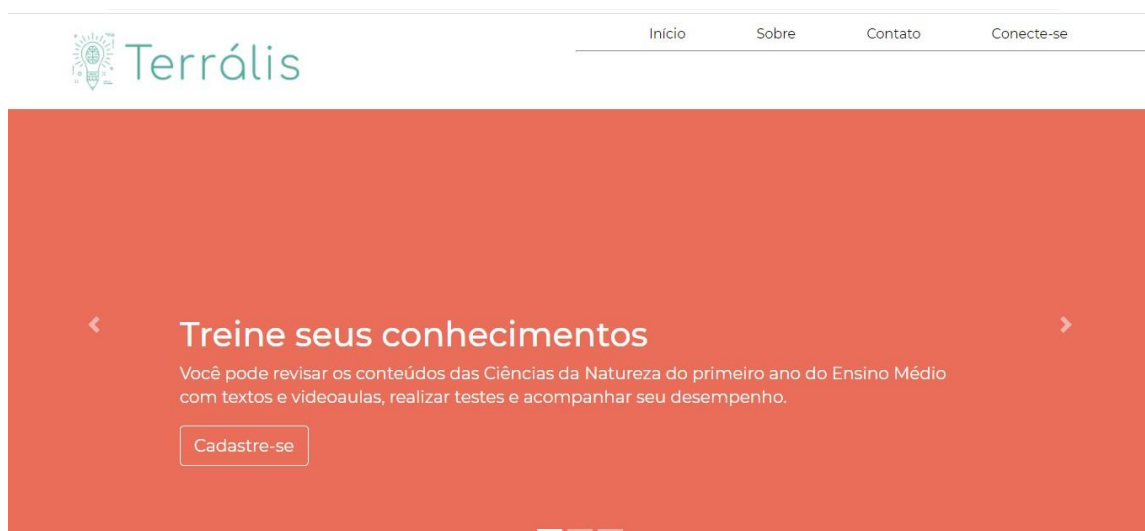 Terrális
Início Sobre Contato Conecte-se
Treine seus conhecimentos
Você pode revisar os conteúdos das Ciências da Natureza do primeiro ano do Ensino Médio
com textos e videoaulas, realizar testes e acompanhar seu desempenho.
Cadastre-se